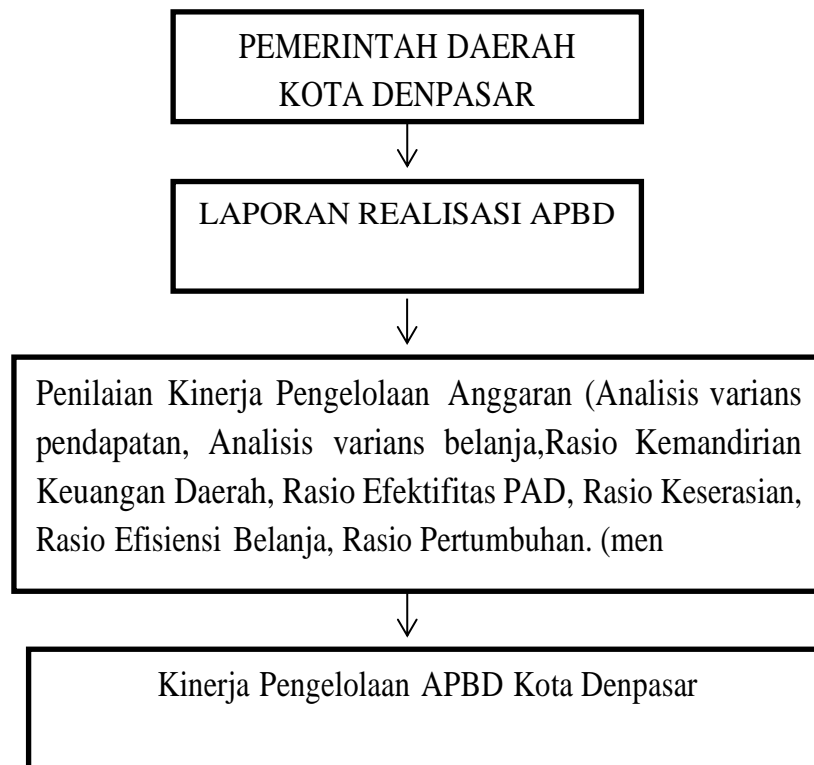 PEMERINTAH DAERAH
KOTA DENPASAR
LAPORAN REALISASI APBD
Penilaian Kinerja Pengelolaan Anggaran (Analisis varians
pendapatan, Analisis varians belanja,Rasio Kemandirian
Keuangan Daerah, Rasio Efektifitas PAD, Rasio Keserasian,
Rasio Efisiensi Belanja, Rasio Pertumbuhan. (men
Kinerja Pengelolaan APBD Kota Denpasar